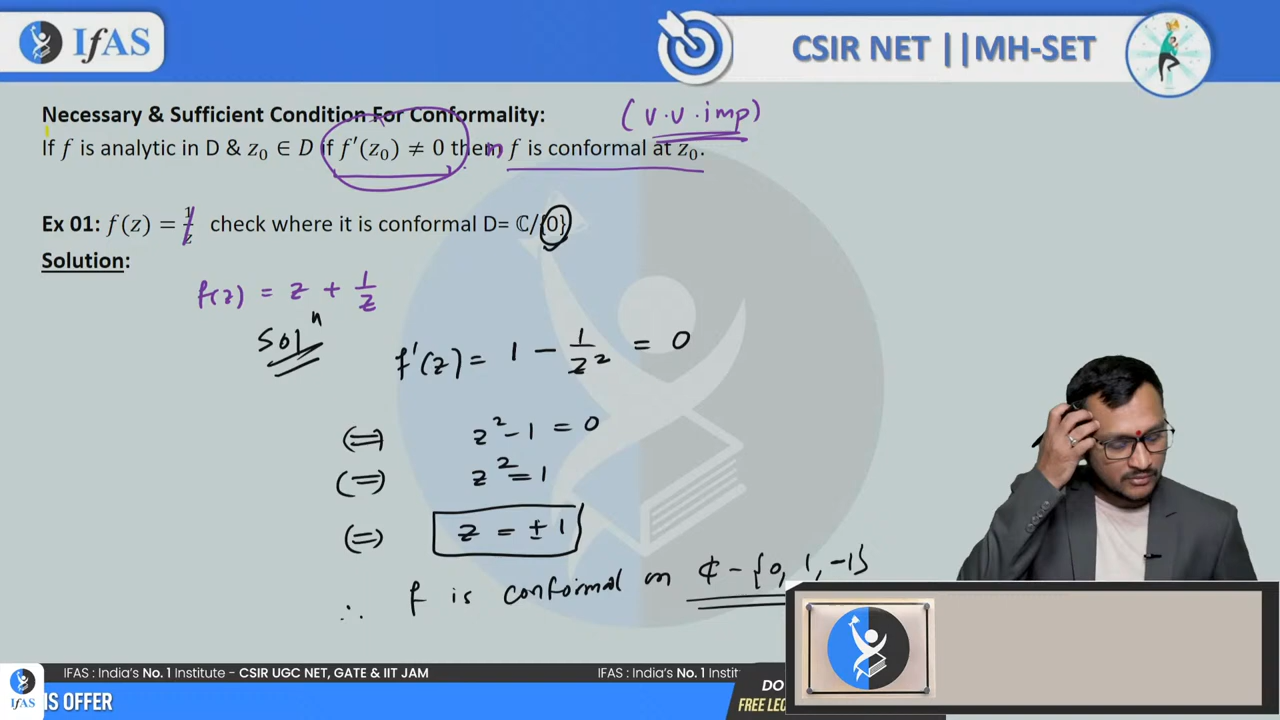 IfAS
CSIR NET ||MH-SET
Necessary & Sufficient Condition For Conformality:
(v.v.imp)
If f is analytic in D & z₀ ∈ D if f′(z₀) ≠ 0 them n f is conformal at z₀.
Ex 01: f(z) = 1/z check where it is conformal D= ℂ/{0}
Solution:
f(z) = z + 1/z
Solⁿ
f'(z) = 1 − 1/z² = 0
(=) z²-1 = 0
(=) z² = 1
(=) z = ±1
∴ f is conformal on ₵ - {0, 1, -1}
IFAS : India's No. 1 Institute - CSIR UGC NET, GATE & IIT JAM
IFAS : India's No. 1 Instit
IfAS
IS OFFER
DO
FREE LEC